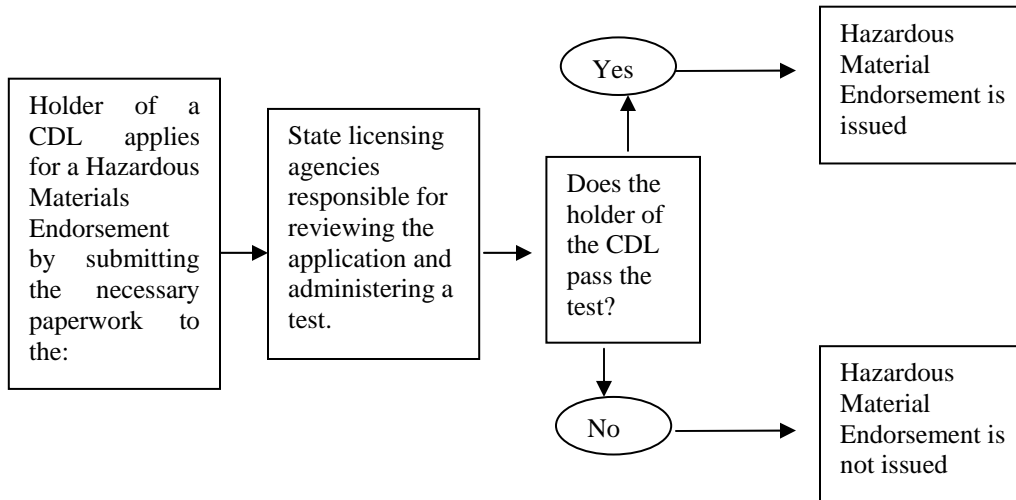 Holder of a
CDL applies
for a Hazardous
Materials
Endorsement
by submitting
the necessary
paperwork to
the:
State licensing
agencies
responsible for
reviewing the
application and
administering a
test.
Does the
holder of
the CDL
pass the
test?
Yes
Hazardous
Material
Endorsement is
issued
No
Hazardous
Material
Endorsement is
not issued